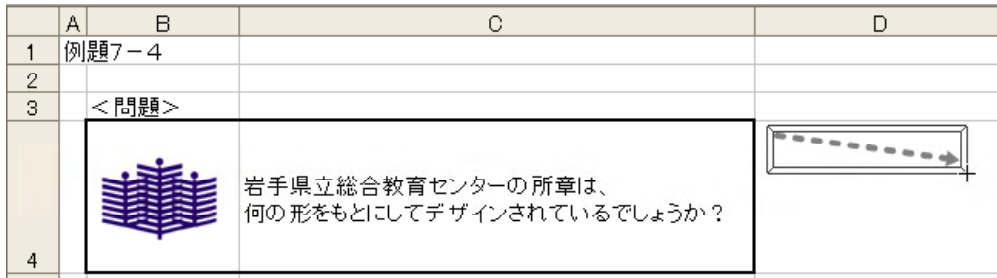 A B C D
1 例題7－4
2
3 <問題>
岩手県立総合教育センターの所章は、
何の形をもとにしてデザインされているでしょうか？
4